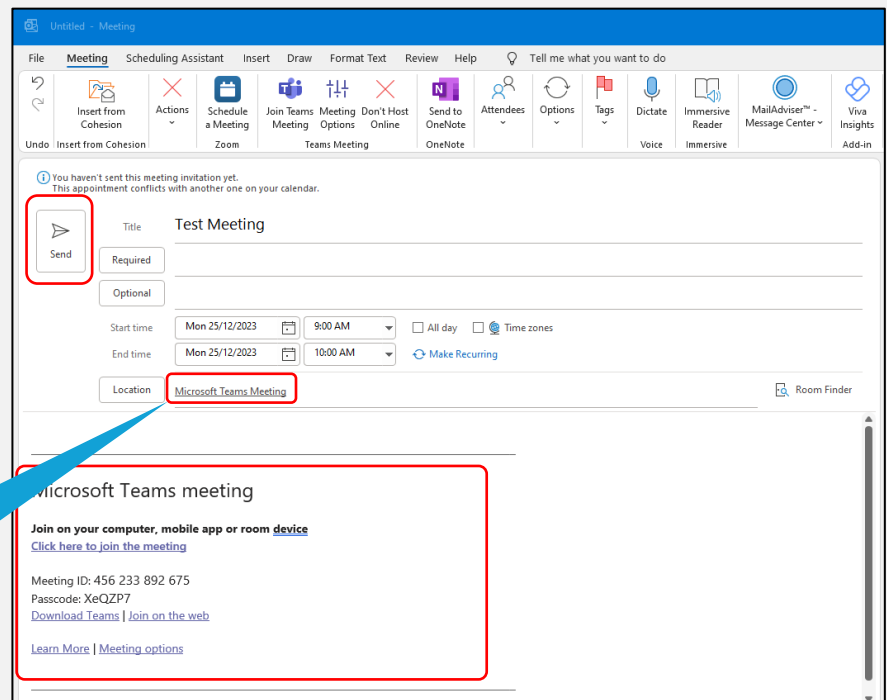 Untitled - Meeting
File Meeting Scheduling Assistant Insert Draw Format Text Review Help Tell me what you want to do
Insert from Cohesion
Actions
Schedule a Meeting
Join Teams Meeting
Meeting Options
Don't Host Online
Send to OneNote
Attendees
Options
Tags
Dictate
Immersive Reader
MailAdviser™ - Message Center
Viva Insights
Undo Insert from Cohesion Zoom Teams Meeting OneNote Voice Immersive Add-in
You haven't sent this meeting invitation yet.
This appointment conflicts with another one on your calendar.
Send
Title Test Meeting
Required
Optional
Start time Mon 25/12/2023 9:00 AM All day Time zones
End time Mon 25/12/2023 10:00 AM Make Recurring
Location Microsoft Teams Meeting Room Finder
Microsoft Teams meeting
Join on your computer, mobile app or room device
Click here to join the meeting
Meeting ID: 456 233 892 675
Passcode: XeQZP7
Download Teams | Join on the web
Learn More | Meeting options